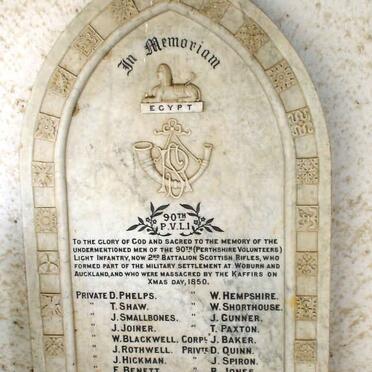 In Memoriam
EGYPT
90TH
P.V.L.I.
TO THE GLORY OF GOD AND SACRED TO THE MEMORY OF THE
UNDERMENTIONED MEN OF THE 90TH (PERTHSHIRE VOLUNTEERS)
LIGHT INFANTRY, NOW 2ND BATTALION SCOTTISH RIFLES, WHO
FORMED PART OF THE MILITARY SETTLEMENT AT WOBURN AND
AUCKLAND, AND WHO WERE MASSACRED BY THE KAFFIRS ON
XMAS DAY, 1850.
PRIVATE D. PHELPS. " W. HEMPSHIRE.
" T. SHAW. " W. SHORTHOUSE.
" J. SMALLBONES. " J. GUNNER.
" J. JOINER. " T. PAXTON.
" W. BLACKWELL. CORPL J. BAKER.
" J. ROTHWELL. PRIVTE D. QUINN.
" J. HICKMAN. " J. SPIRON.
" F. BENETT. " R. JONES.